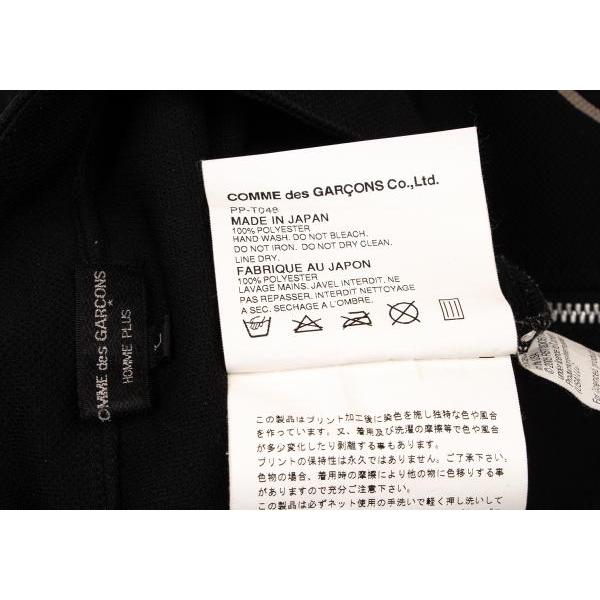 COMME des GARÇONS Co.,Ltd.
PP-T048
MADE IN JAPAN
100% POLYESTER
HAND WASH. DO NOT BLEACH.
DO NOT IRON. DO NOT DRY CLEAN.
LINE DRY.
FABRIQUE AU JAPON
100% POLYESTER
LAVAGE MAINS. JAVEL INTERDIT. NE
PAS REPASSER. INTERDIT NETTOYAGE
A SEC. SECHAGE A L'OMBRE.
この製品はプリント加工後に染色を施し独特な色や風合
を作っています。又、着用及び洗濯の摩擦等で色や風合
が多少変化したり剥離する事もあります。
プリントの保持性は永久ではありません。ご了承下さい。
色物の場合、着用時の摩擦により他の物に色移りする事
がありますので充分ご注意下さい。
この製品は必ずネット使用の手洗いで軽く押し洗いして
COMME des GARÇONS
HOMME PLUS
L